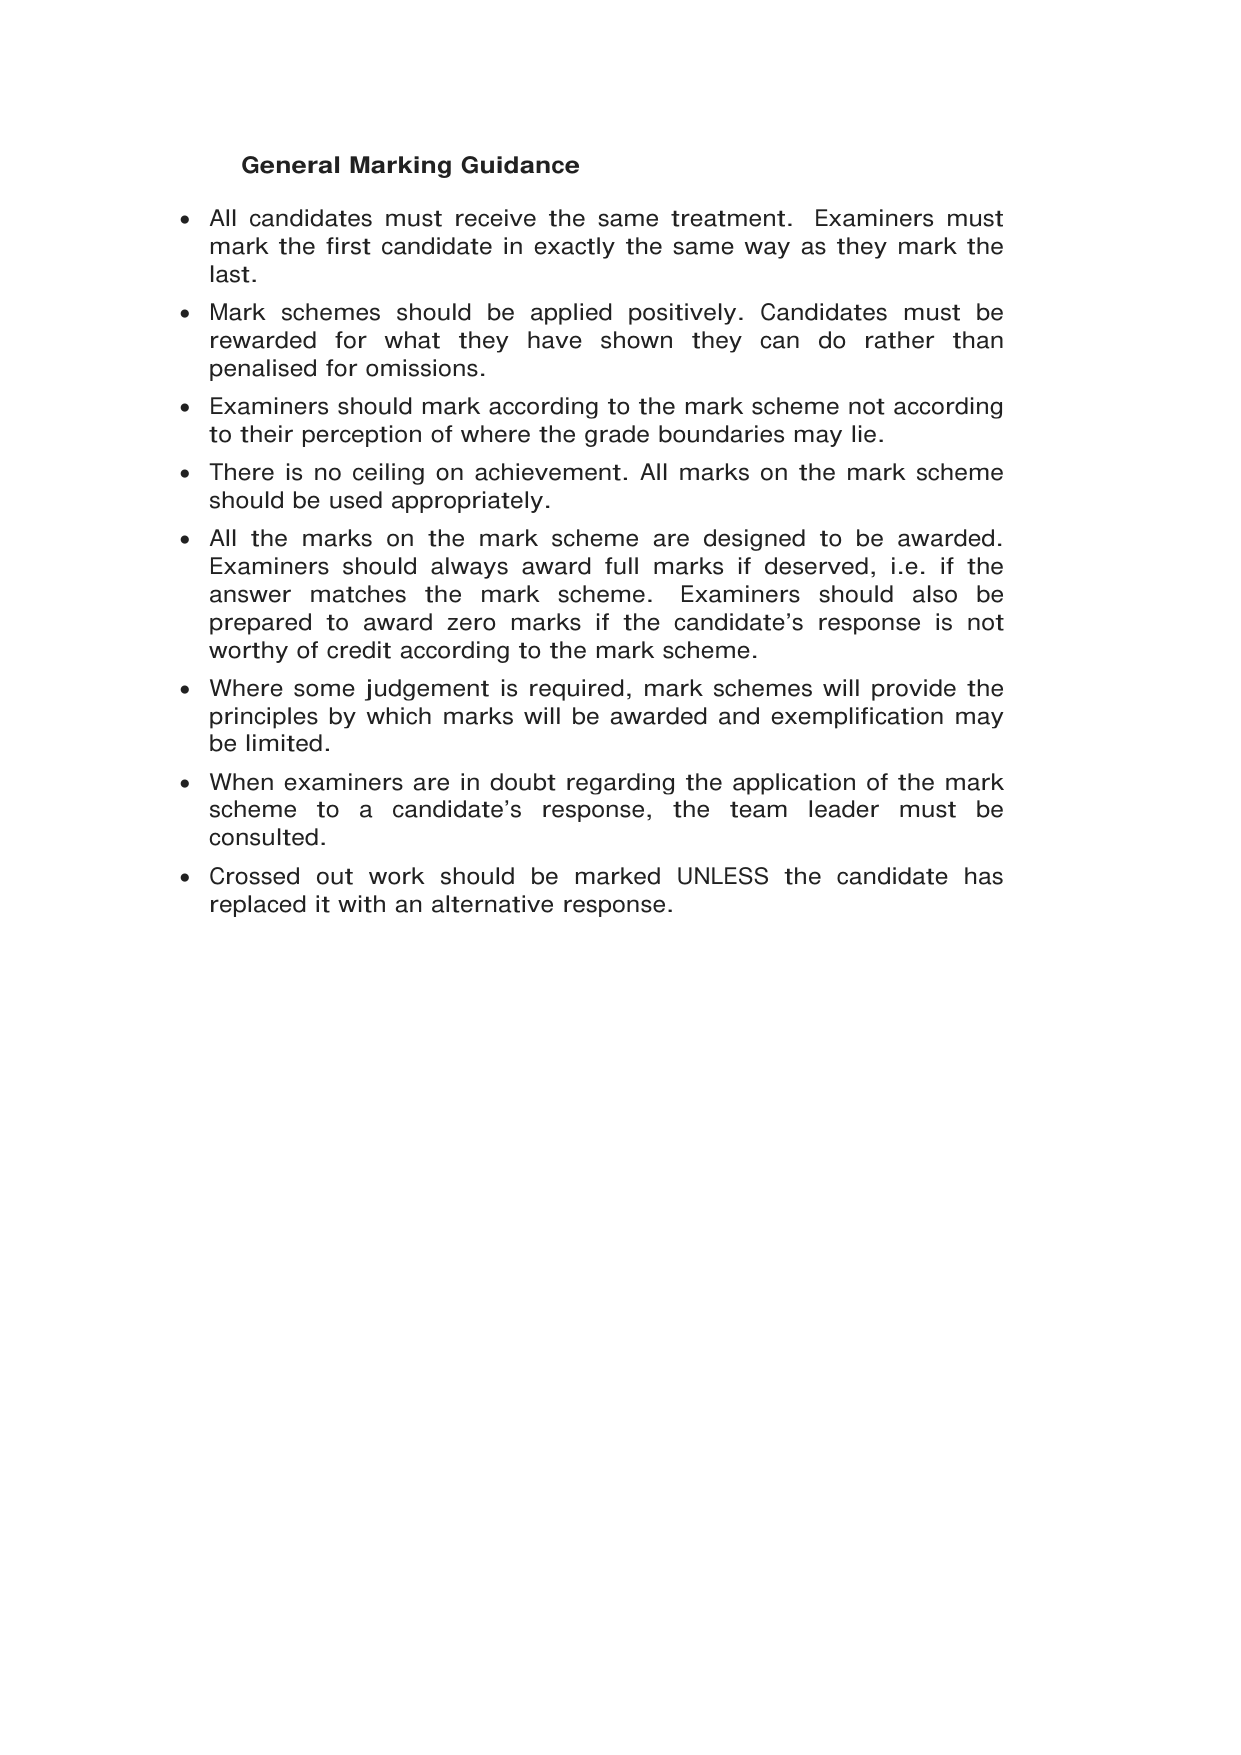 General Marking Guidance
• All candidates must receive the same treatment. Examiners must
mark the first candidate in exactly the same way as they mark the
last.
• Mark schemes should be applied positively. Candidates must be
rewarded for what they have shown they can do rather than
penalised for omissions.
• Examiners should mark according to the mark scheme not according
to their perception of where the grade boundaries may lie.
• There is no ceiling on achievement. All marks on the mark scheme
should be used appropriately.
• All the marks on the mark scheme are designed to be awarded.
Examiners should always award full marks if deserved, i.e. if the
answer matches the mark scheme. Examiners should also be
prepared to award zero marks if the candidate’s response is not
worthy of credit according to the mark scheme.
• Where some judgement is required, mark schemes will provide the
principles by which marks will be awarded and exemplification may
be limited.
• When examiners are in doubt regarding the application of the mark
scheme to a candidate’s response, the team leader must be
consulted.
• Crossed out work should be marked UNLESS the candidate has
replaced it with an alternative response.